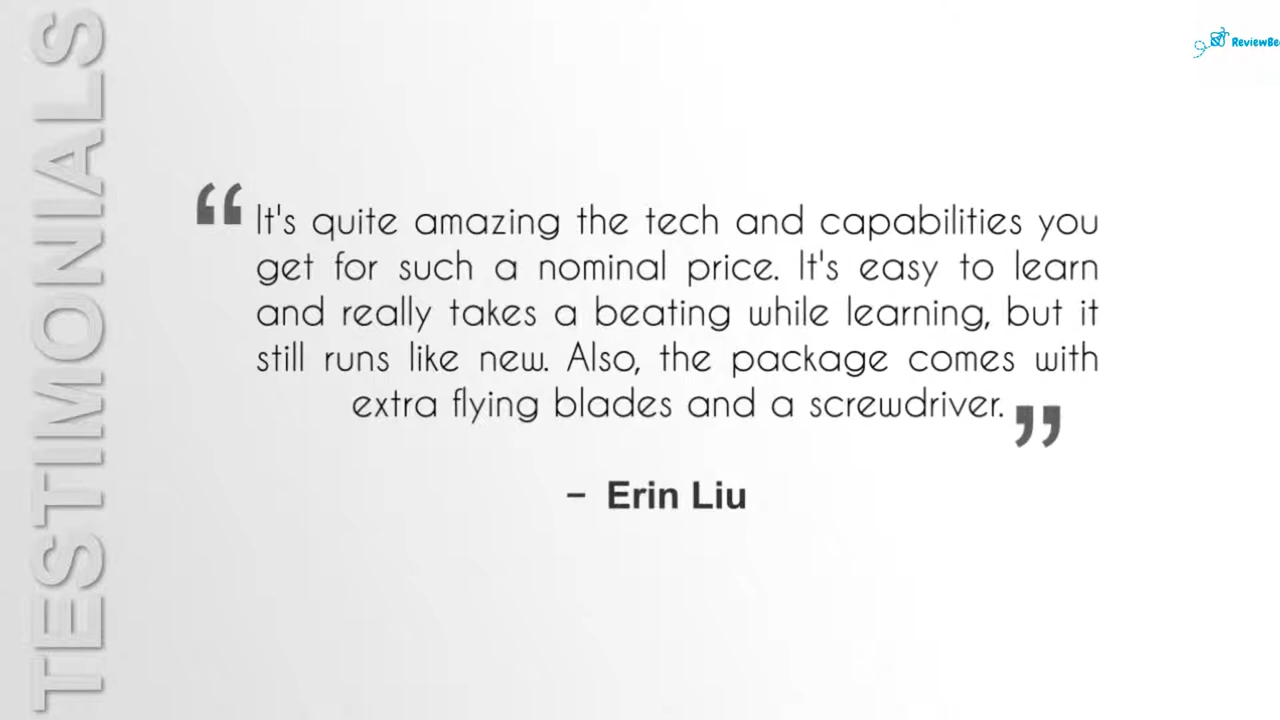 TESTIMONIALS
“It's quite amazing the tech and capabilities you
get for such a nominal price. It's easy to learn
and really takes a beating while learning, but it
still runs like new. Also, the package comes with
extra flying blades and a screwdriver.”
– Erin Liu